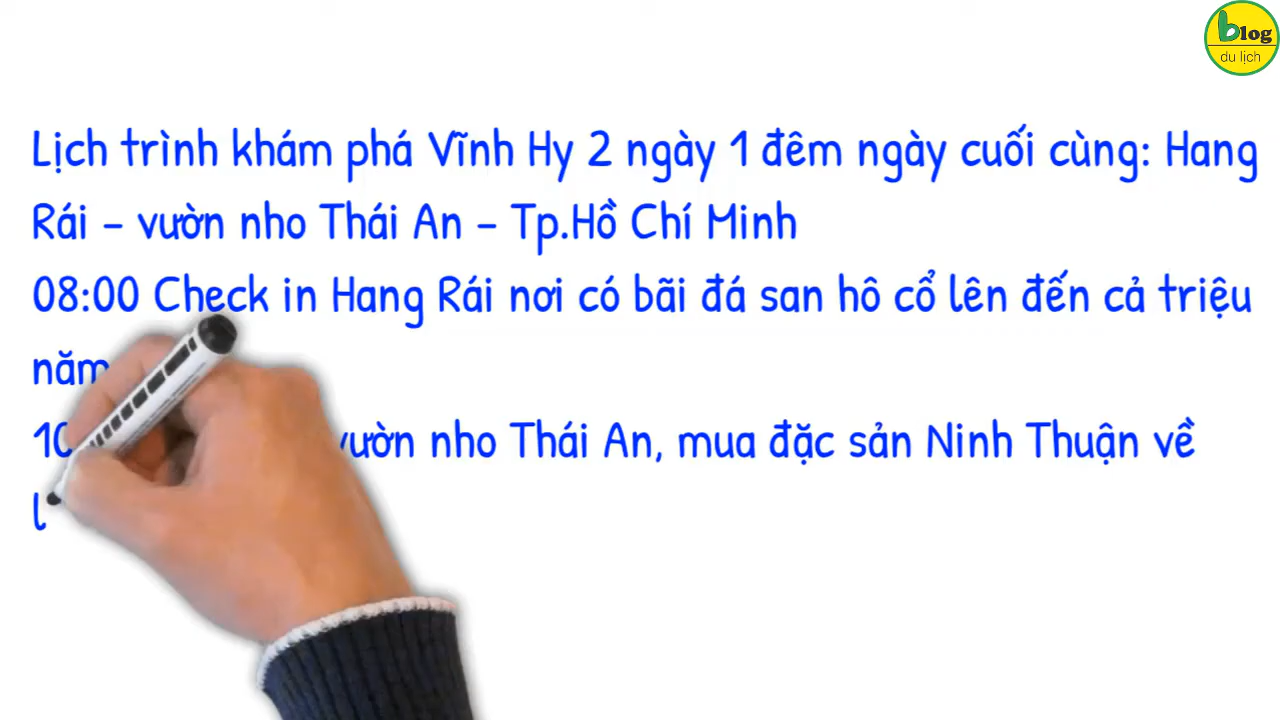 blog
du lịch
Lịch trình khám phá Vĩnh Hy 2 ngày 1 đêm ngày cuối cùng: Hang
Rái – vườn nho Thái An – Tp.Hồ Chí Minh
08:00 Check in Hang Rái nơi có bãi đá san hô cổ lên đến cả triệu
năm
10 vườn nho Thái An, mua đặc sản Ninh Thuận về
l